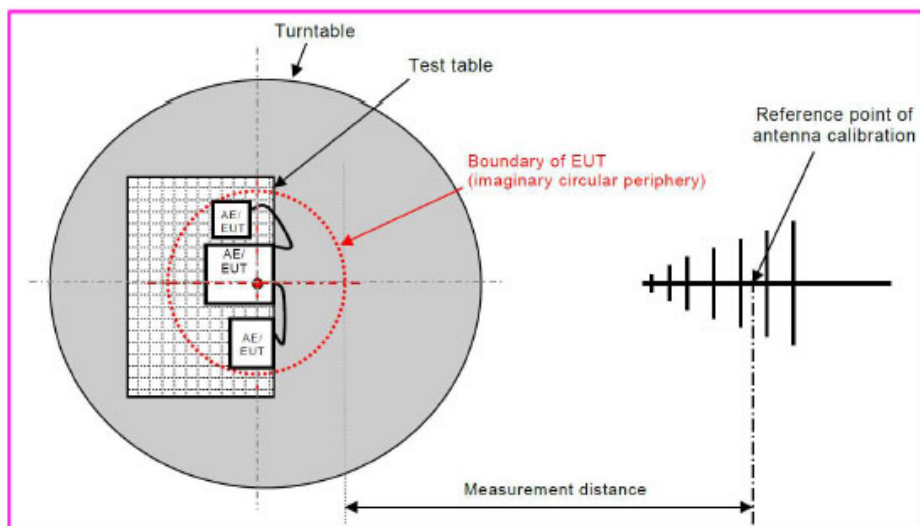 Turntable
Test table
Reference point of
antenna calibration
Boundary of EUT
(imaginary circular periphery)
AE/
EUT
AE/
EUT
AE/
EUT
Measurement distance